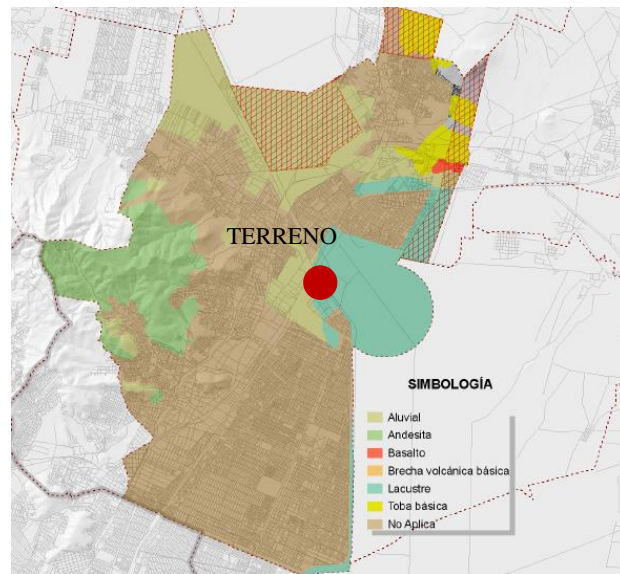 TERRENO
SIMBOLOGÍA
Aluvial
Andesita
Basalto
Brecha volcánica básica
Lacustre
Toba básica
No Aplica